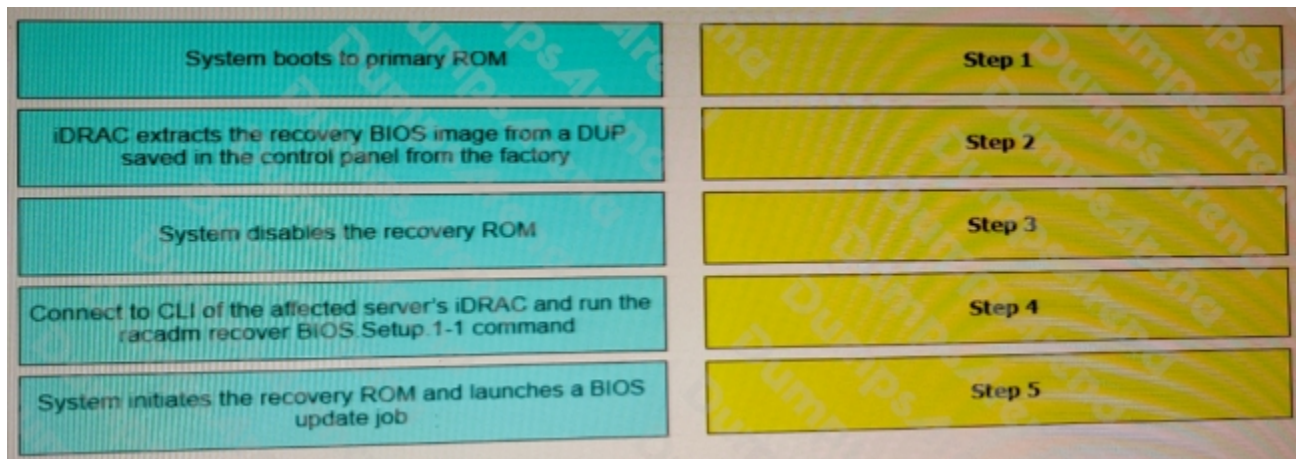 System boots to primary ROM
Step 1
iDRAC extracts the recovery BIOS image from a DUP
saved in the control panel from the factory
Step 2
System disables the recovery ROM
Step 3
Connect to CLI of the affected server's iDRAC and run the
racadm recover BIOS.Setup.1-1 command
Step 4
System initiates the recovery ROM and launches a BIOS
update job
Step 5
DumpsArena